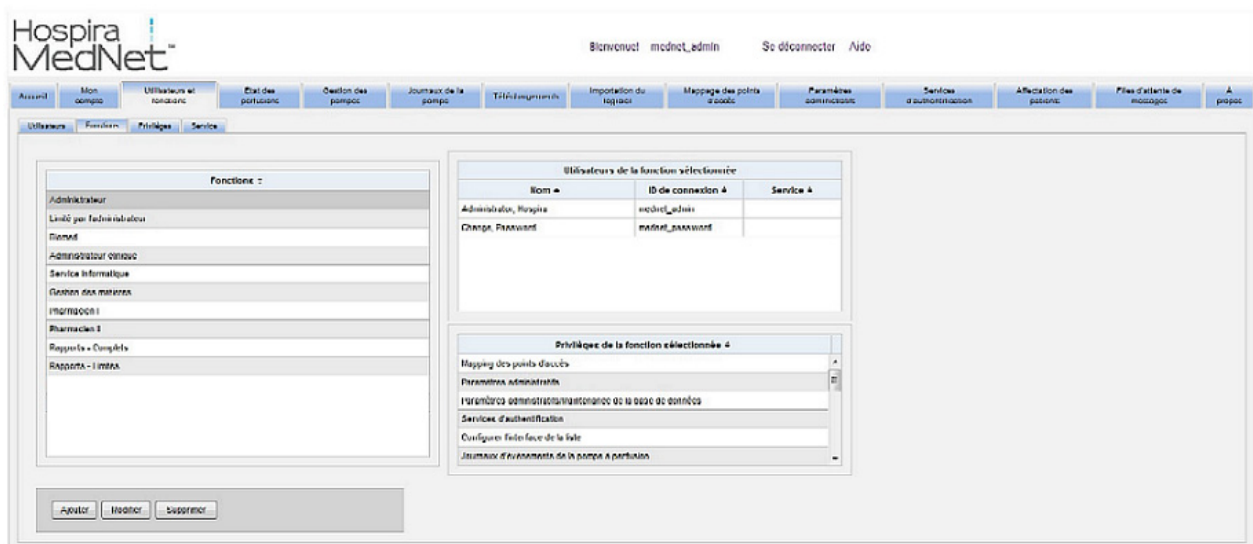 Hospira
MedNet™
Bienvenue! mednet_admin Se déconnecter Aide
Accueil
Mon compte
Utilisateurs et fonctions
État des perfusions
Gestion des pompes
Journaux de la pompe
Téléchargements
Importation du logiciel
Mappage des points d'accès
Paramètres administratifs
Services d'authentification
Affectation des patients
Files d'attente de messages
À propos
Utilisateurs Fonctions Privilèges Service
Fonctions
Administrateur
Limité par l'administrateur
Biomed
Administrateur clinique
Service informatique
Gestion des matières
Pharmacien I
Pharmacien II
Rapports - Complets
Rapports - Limités
Utilisateurs de la fonction sélectionnée
Nom ID de connexion Service
Administrator, Hospira mednet_admin
Change, Password mednet_password
Privilèges de la fonction sélectionnée
Mapping des points d'accès
Paramètres administratifs
Paramètres administratifs/maintenance de la base de données
Services d'authentification
Configurer l'interface de la liste
Journaux d'événements de la pompe à perfusion
Ajouter Modifier Supprimer